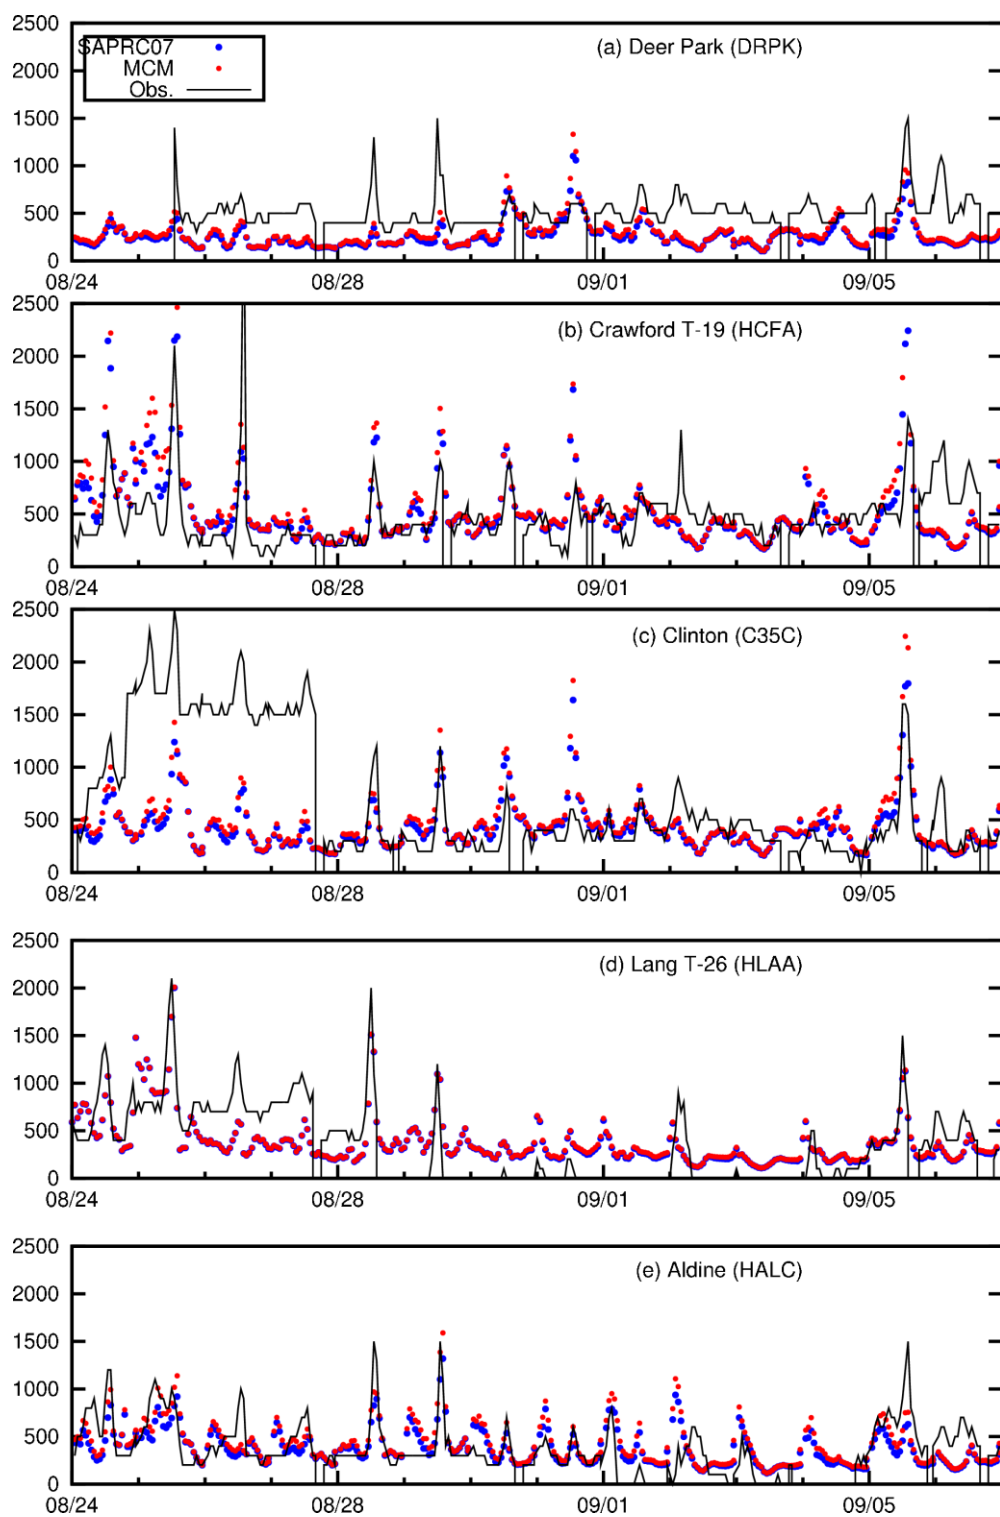 2500
SAPRC07
(a) Deer Park (DRPK)
2000
MCM
Obs.
1500
1000
500
0
08/24 08/28 09/01 09/05
2500
(b) Crawford T-19 (HCFA)
2000
1500
1000
500
0
08/24 08/28 09/01 09/05
2500
(c) Clinton (C35C)
2000
1500
1000
500
0
08/24 08/28 09/01 09/05
2500
(d) Lang T-26 (HLAA)
2000
1500
1000
500
0
08/24 08/28 09/01 09/05
2500
(e) Aldine (HALC)
2000
1500
1000
500
0
08/24 08/28 09/01 09/05